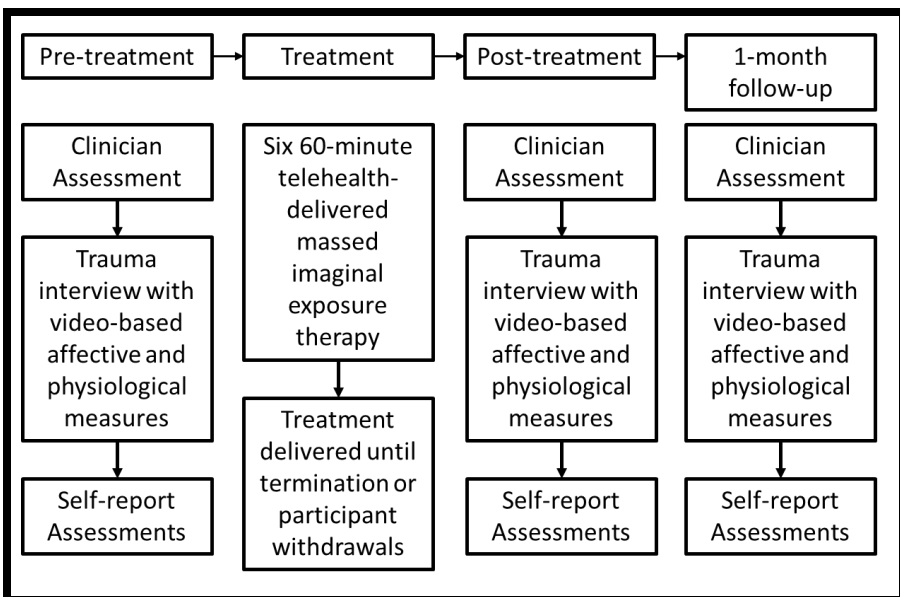 Pre-treatment
Treatment
Post-treatment
1-month
follow-up
Clinician
Assessment
Trauma
interview with
video-based
affective and
physiological
measures
Self-report
Assessments
Six 60-minute
telehealth-
delivered
massed
imaginal
exposure
therapy
Treatment
delivered until
termination or
participant
withdrawals
Clinician
Assessment
Trauma
interview with
video-based
affective and
physiological
measures
Self-report
Assessments
Clinician
Assessment
Trauma
interview with
video-based
affective and
physiological
measures
Self-report
Assessments